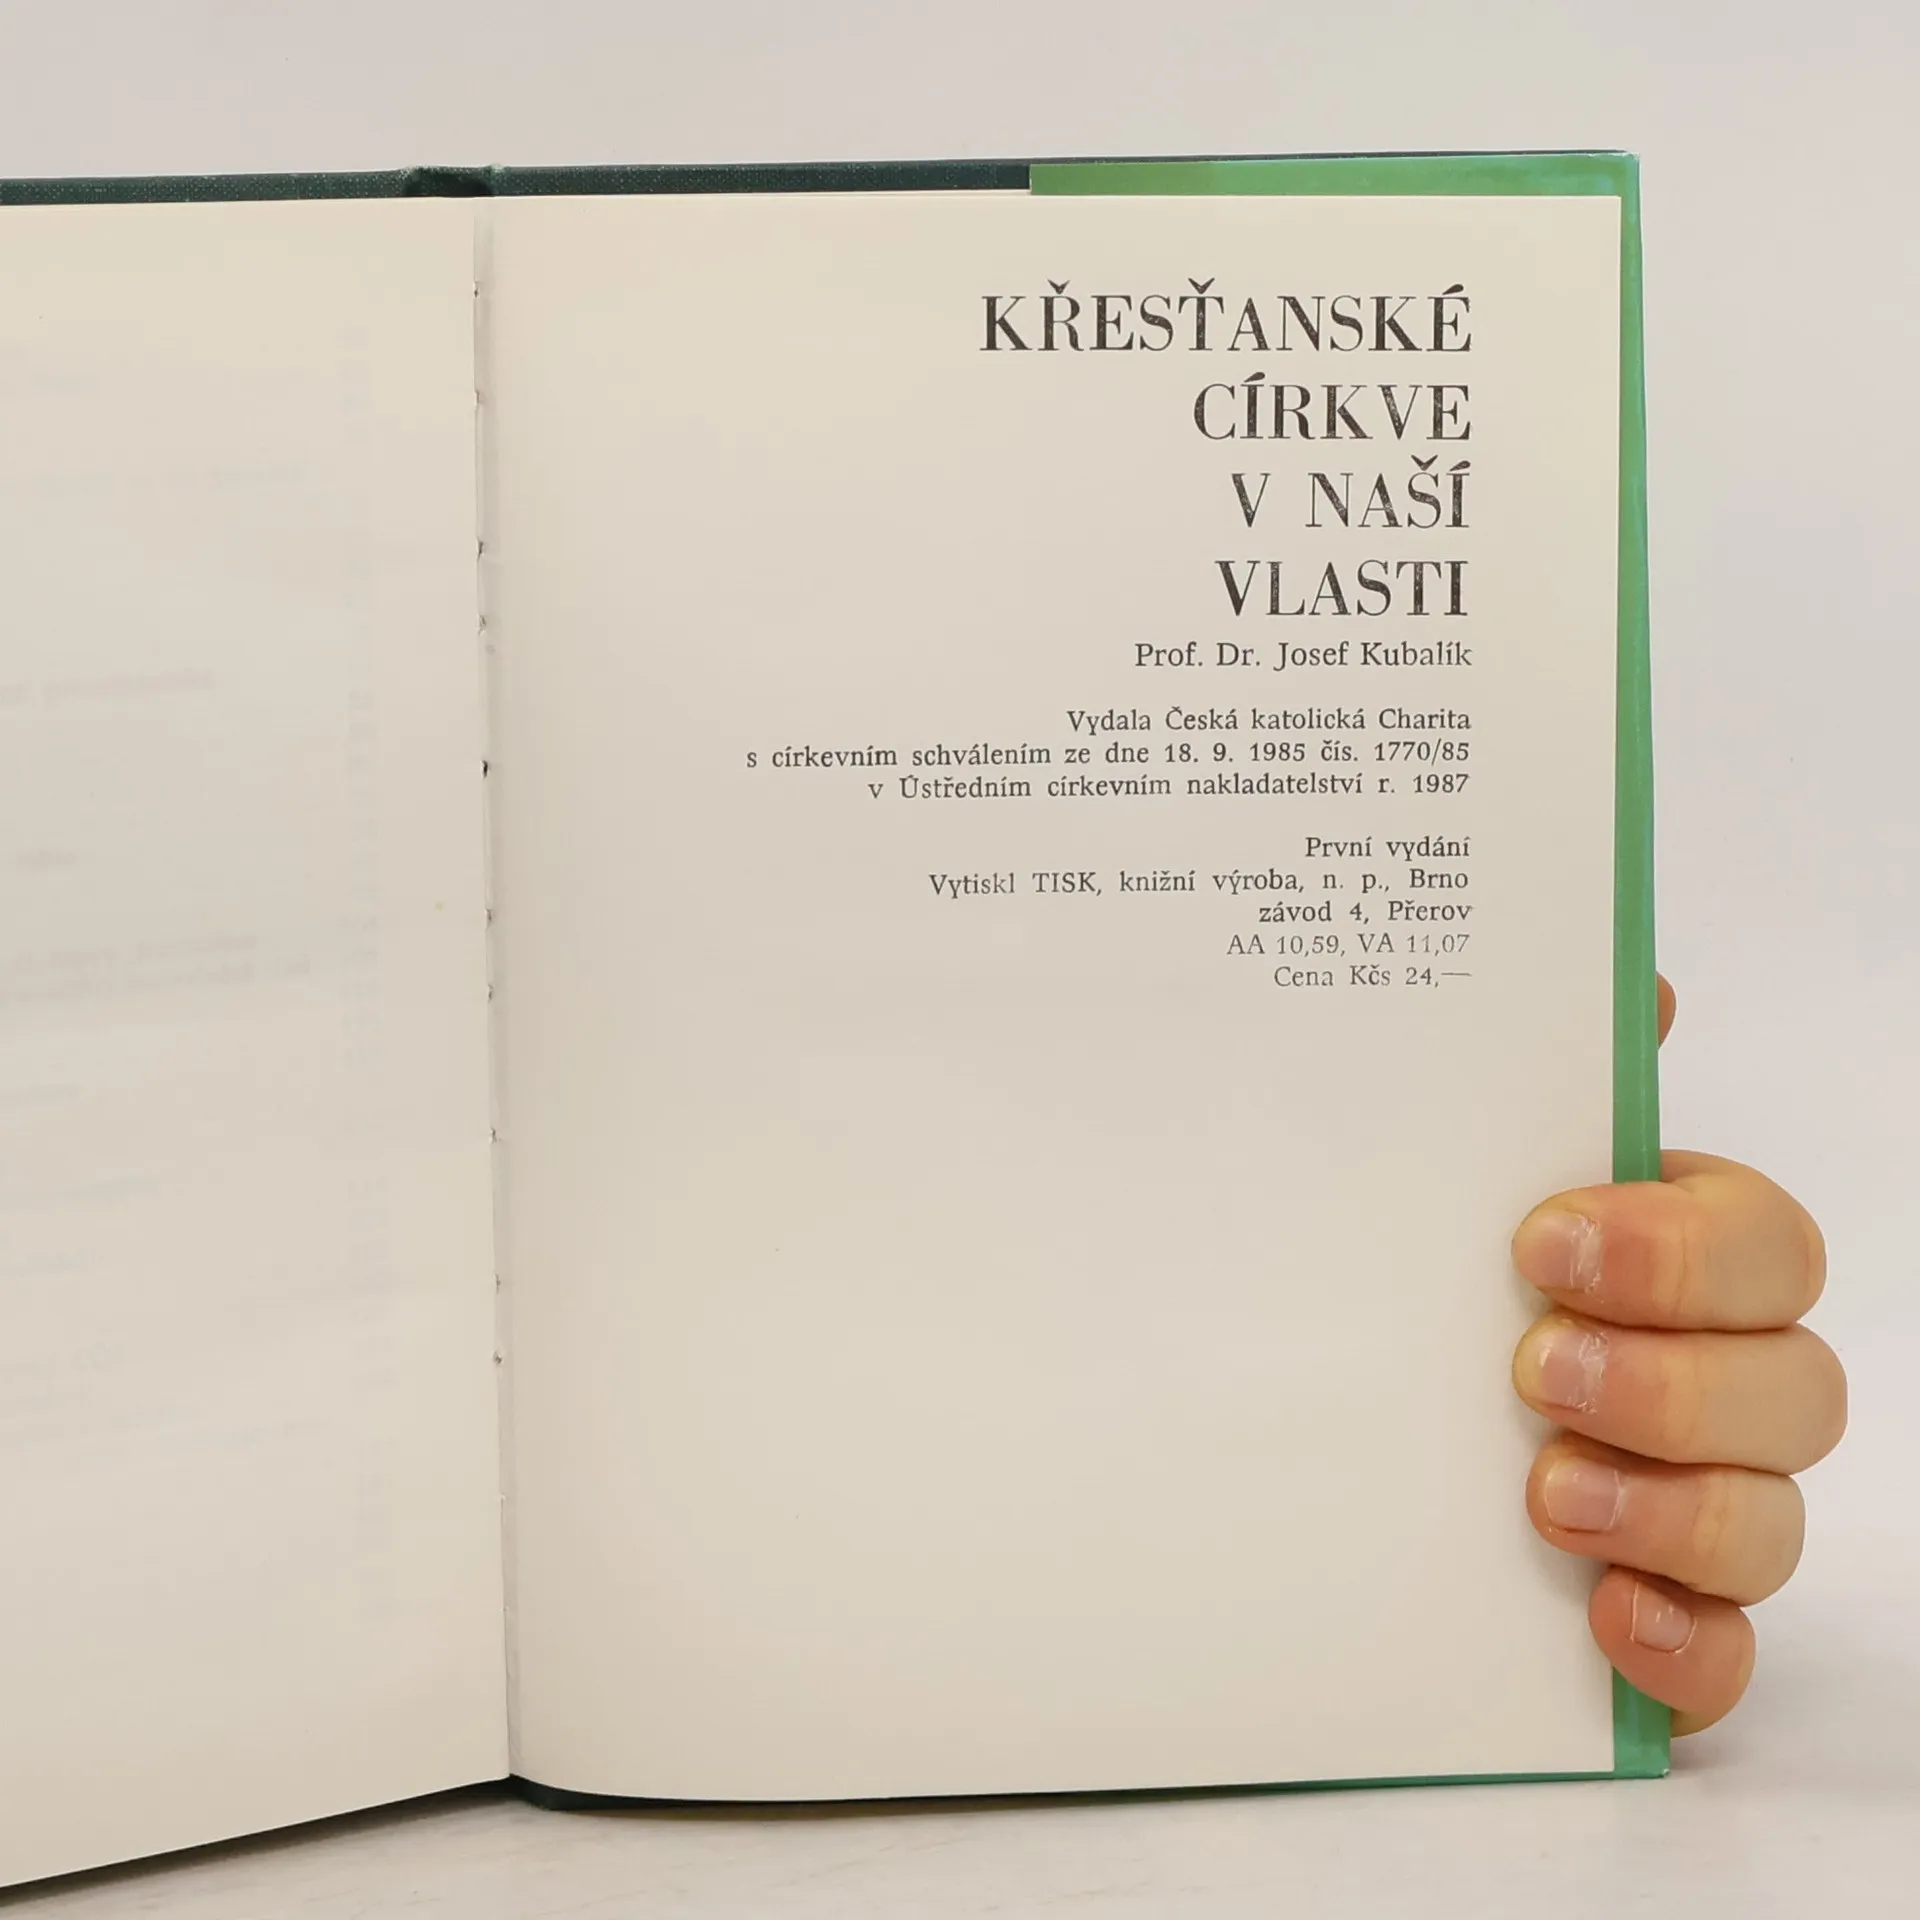 KŘESŤANSKÉ
CÍRKVE
V NAŠÍ
VLASTI
Prof. Dr. Josef Kubalík
Vydala Česká katolická Charita
s církevním schválením ze dne 18. 9. 1985 čís. 1770/85
v Ústředním církevním nakladatelství r. 1987
První vydání
Vytiskl TISK, knižní výroba, n. p., Brno
závod 4, Přerov
AA 10,59, VA 11,07
Cena Kčs 24,—